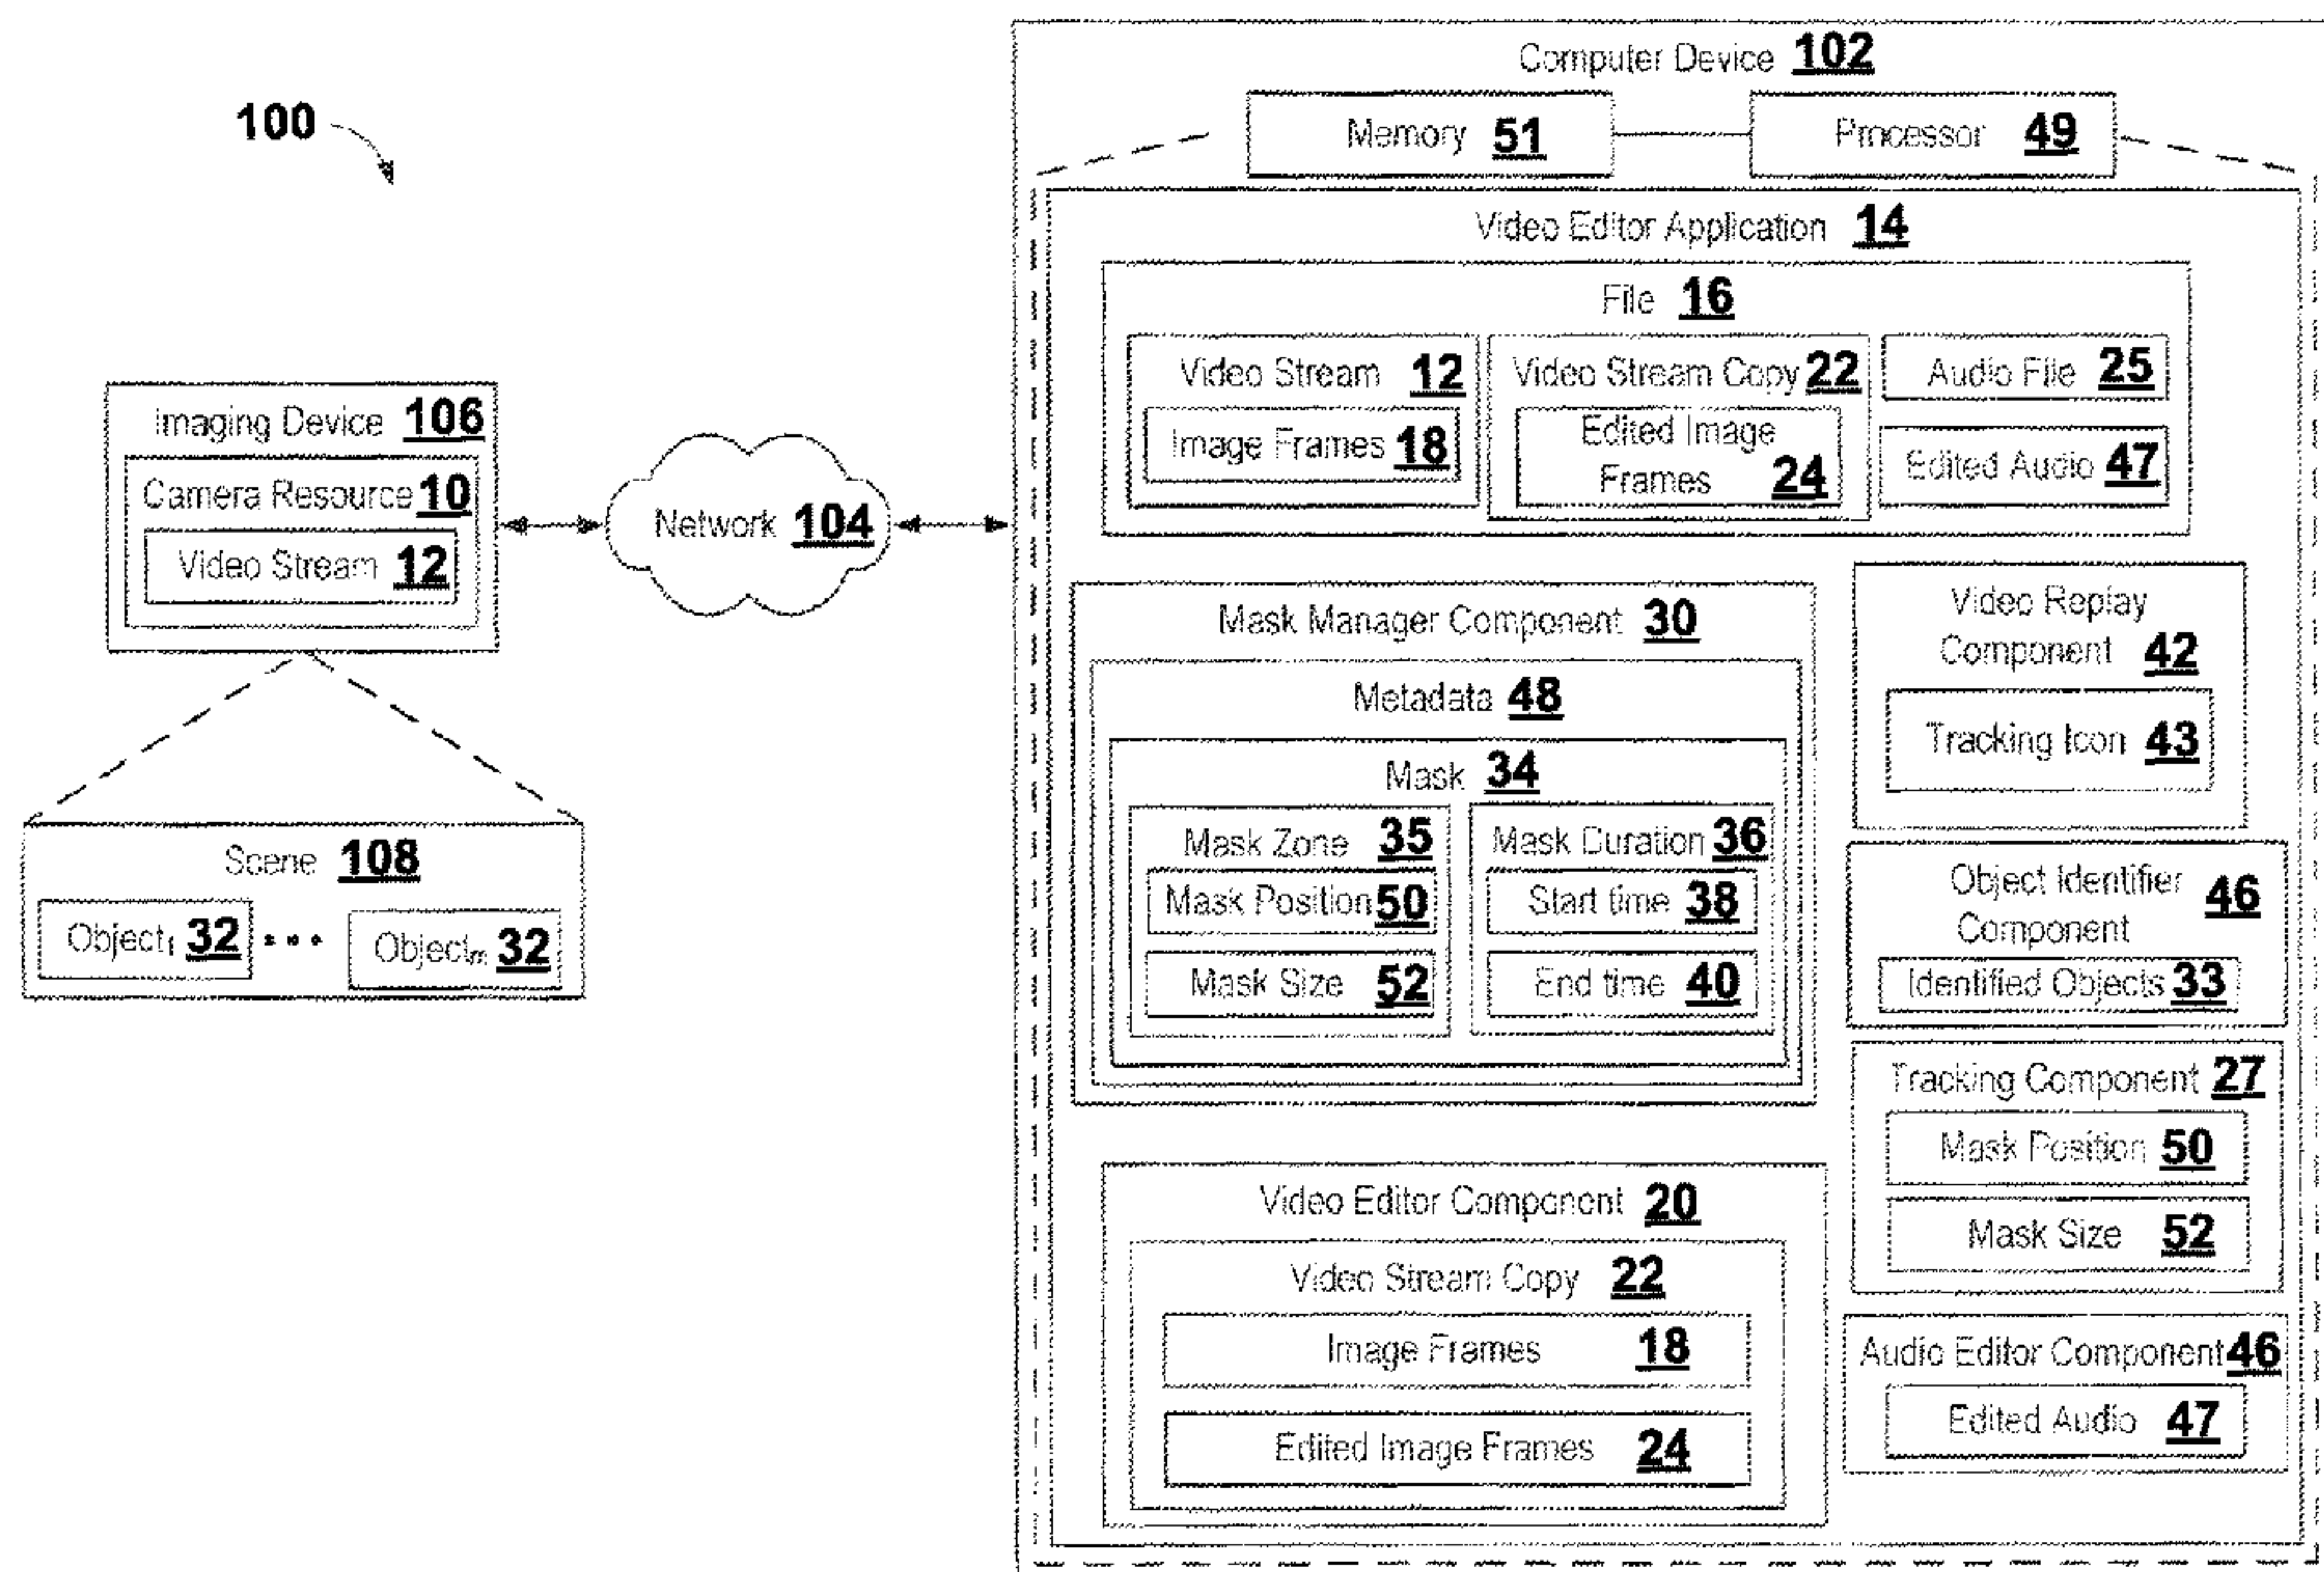 100
Imaging Device 106
Camera Resource 10
Video Stream 12
Network 104
Scene 108
Object1 32 • • • Objectm 32
Computer Device 102
Memory 51
Processor 49
Video Editor Application 14
File 16
Video Stream 12
Image Frames 18
Video Stream Copy 22
Edited Image
Frames 24
Audio File 25
Edited Audio 47
Mask Manager Component 30
Metadata 48
Mask 34
Mask Zone 35
Mask Position 50
Mask Size 52
Mask Duration 36
Start time 38
End time 40
Video Replay
Component 42
Tracking Icon 43
Object Identifier
Component 46
Identified Objects 33
Tracking Component 27
Mask Position 50
Mask Size 52
Video Editor Component 20
Video Stream Copy 22
Image Frames 18
Edited Image Frames 24
Audio Editor Component 46
Edited Audio 47